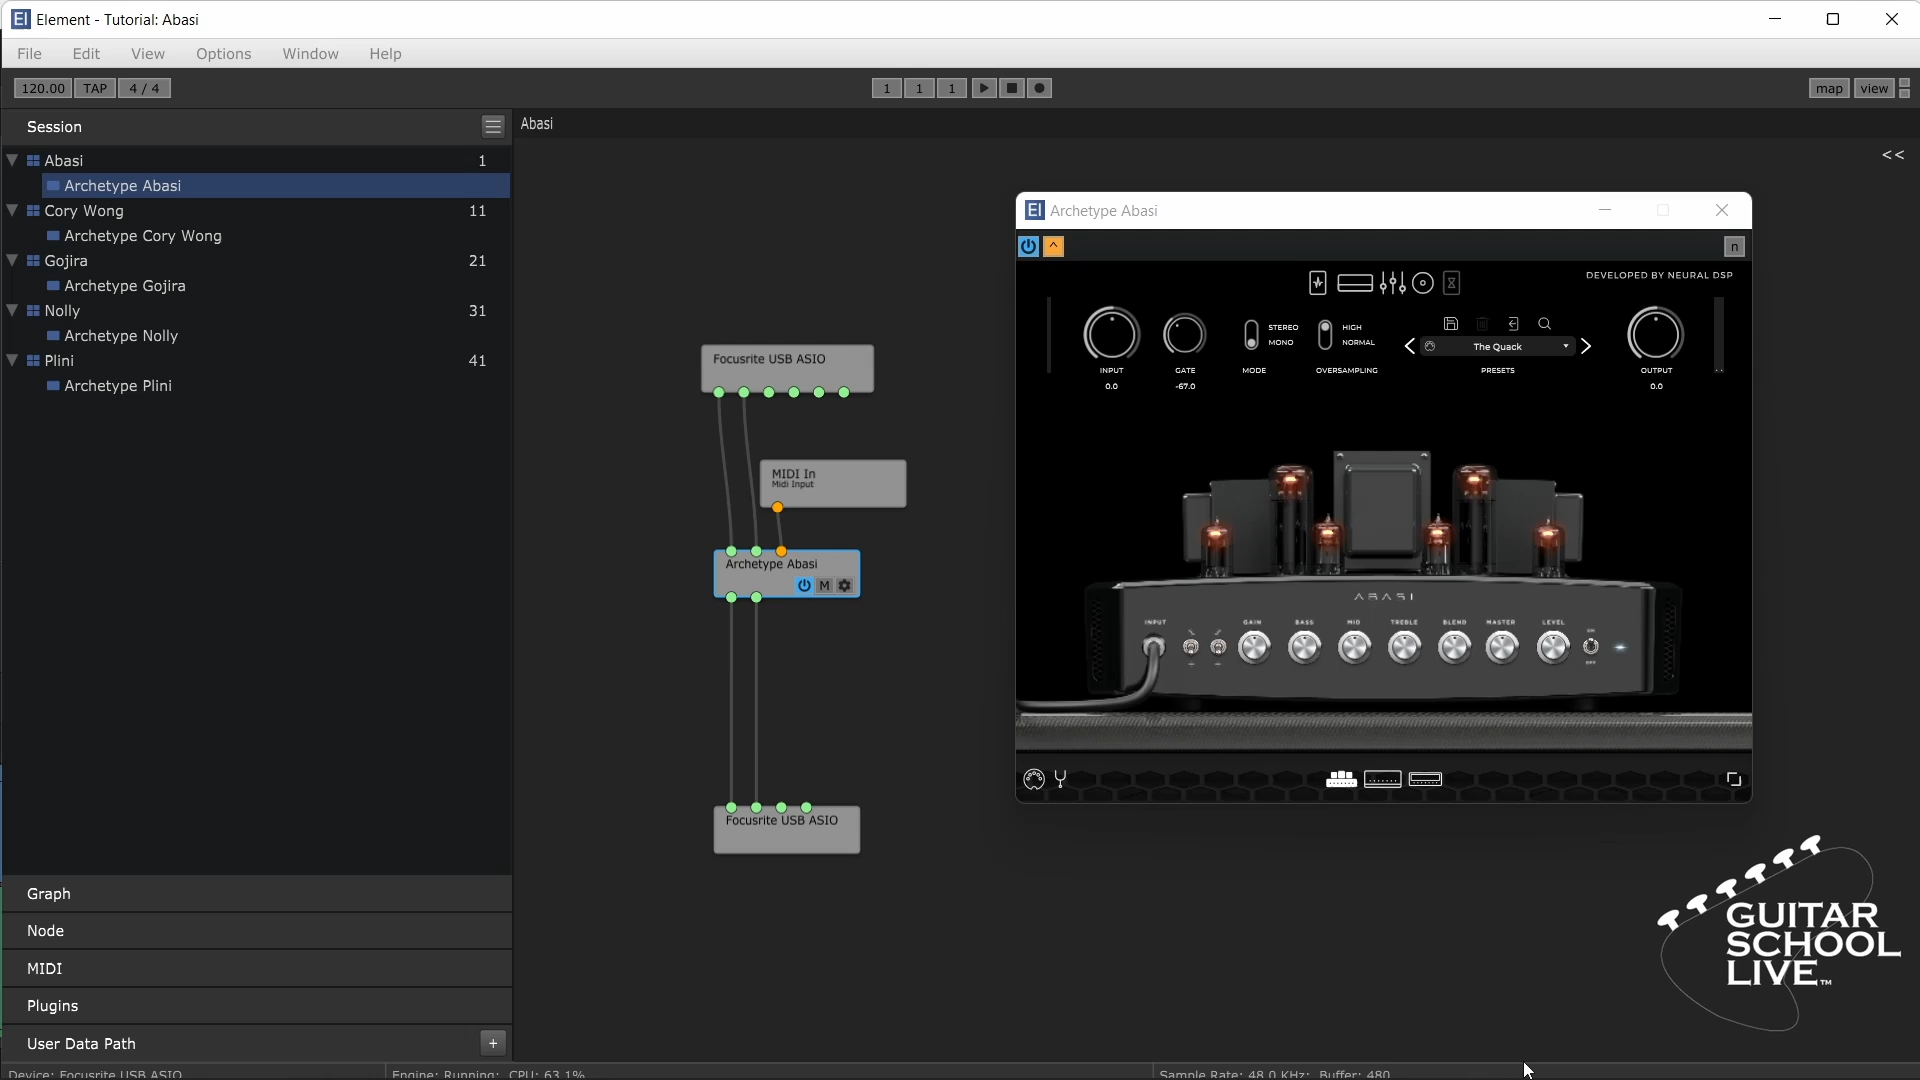 Element - Tutorial: Abasi
File Edit View Options Window Help
120.00 TAP 4 / 4 1 1 1 map view
Session
Abasi
<<
Abasi 1
Archetype Abasi
Cory Wong 11
Archetype Cory Wong
Gojira 21
Archetype Gojira
Nolly 31
Archetype Nolly
Plini 41
Archetype Plini
Graph
Node
MIDI
Plugins
User Data Path +
Focusrite USB ASIO
MIDI In
Midi Input
Archetype Abasi
M
Focusrite USB ASIO
Archetype Abasi
n
DEVELOPED BY NEURAL DSP
STEREO
MONO
HIGH
NORMAL
The Quack
INPUT GATE MODE OVERSAMPLING PRESETS OUTPUT
0.0 -67.0 0.0
ABASI
INPUT GAIN BASS MID TREBLE BLEND MASTER LEVEL
ON
OFF
GUITAR
SCHOOL
LIVE™
Device: Focusrite USB ASIO Engine: Running: CPU: 63.1% Sample Rate: 48.0 KHz: Buffer: 480